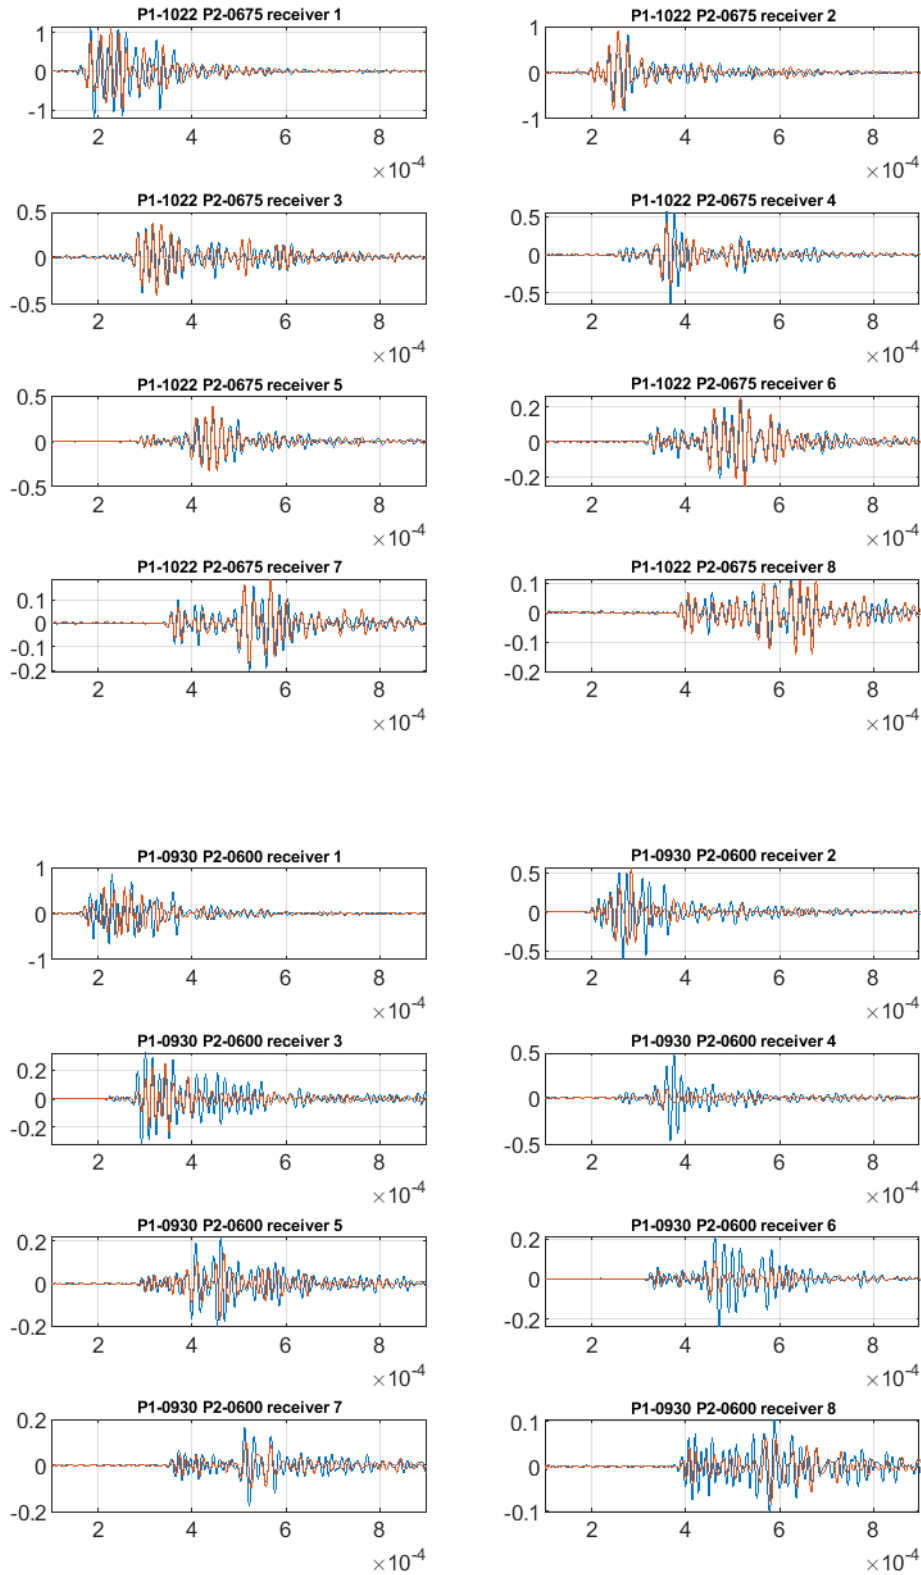 P1-1022 P2-0675 receiver 1
1
0
-1
2 4 6 8
×10-4
P1-1022 P2-0675 receiver 2
1
0
-1
2 4 6 8
×10-4
P1-1022 P2-0675 receiver 3
0.5
0
-0.5
2 4 6 8
×10-4
P1-1022 P2-0675 receiver 4
0.5
0
-0.5
2 4 6 8
×10-4
P1-1022 P2-0675 receiver 5
0.5
0
-0.5
2 4 6 8
×10-4
P1-1022 P2-0675 receiver 6
0.2
0
-0.2
2 4 6 8
×10-4
P1-1022 P2-0675 receiver 7
0.1
0
-0.1
-0.2
2 4 6 8
×10-4
P1-1022 P2-0675 receiver 8
0.1
0
-0.1
-0.2
2 4 6 8
×10-4
P1-0930 P2-0600 receiver 1
1
0
-1
2 4 6 8
×10-4
P1-0930 P2-0600 receiver 2
0.5
0
-0.5
2 4 6 8
×10-4
P1-0930 P2-0600 receiver 3
0.2
0
-0.2
2 4 6 8
×10-4
P1-0930 P2-0600 receiver 4
0.5
0
-0.5
2 4 6 8
×10-4
P1-0930 P2-0600 receiver 5
0.2
0
-0.2
2 4 6 8
×10-4
P1-0930 P2-0600 receiver 6
0.2
0
-0.2
2 4 6 8
×10-4
P1-0930 P2-0600 receiver 7
0.2
0
-0.2
2 4 6 8
×10-4
P1-0930 P2-0600 receiver 8
0.1
0
-0.1
2 4 6 8
×10-4